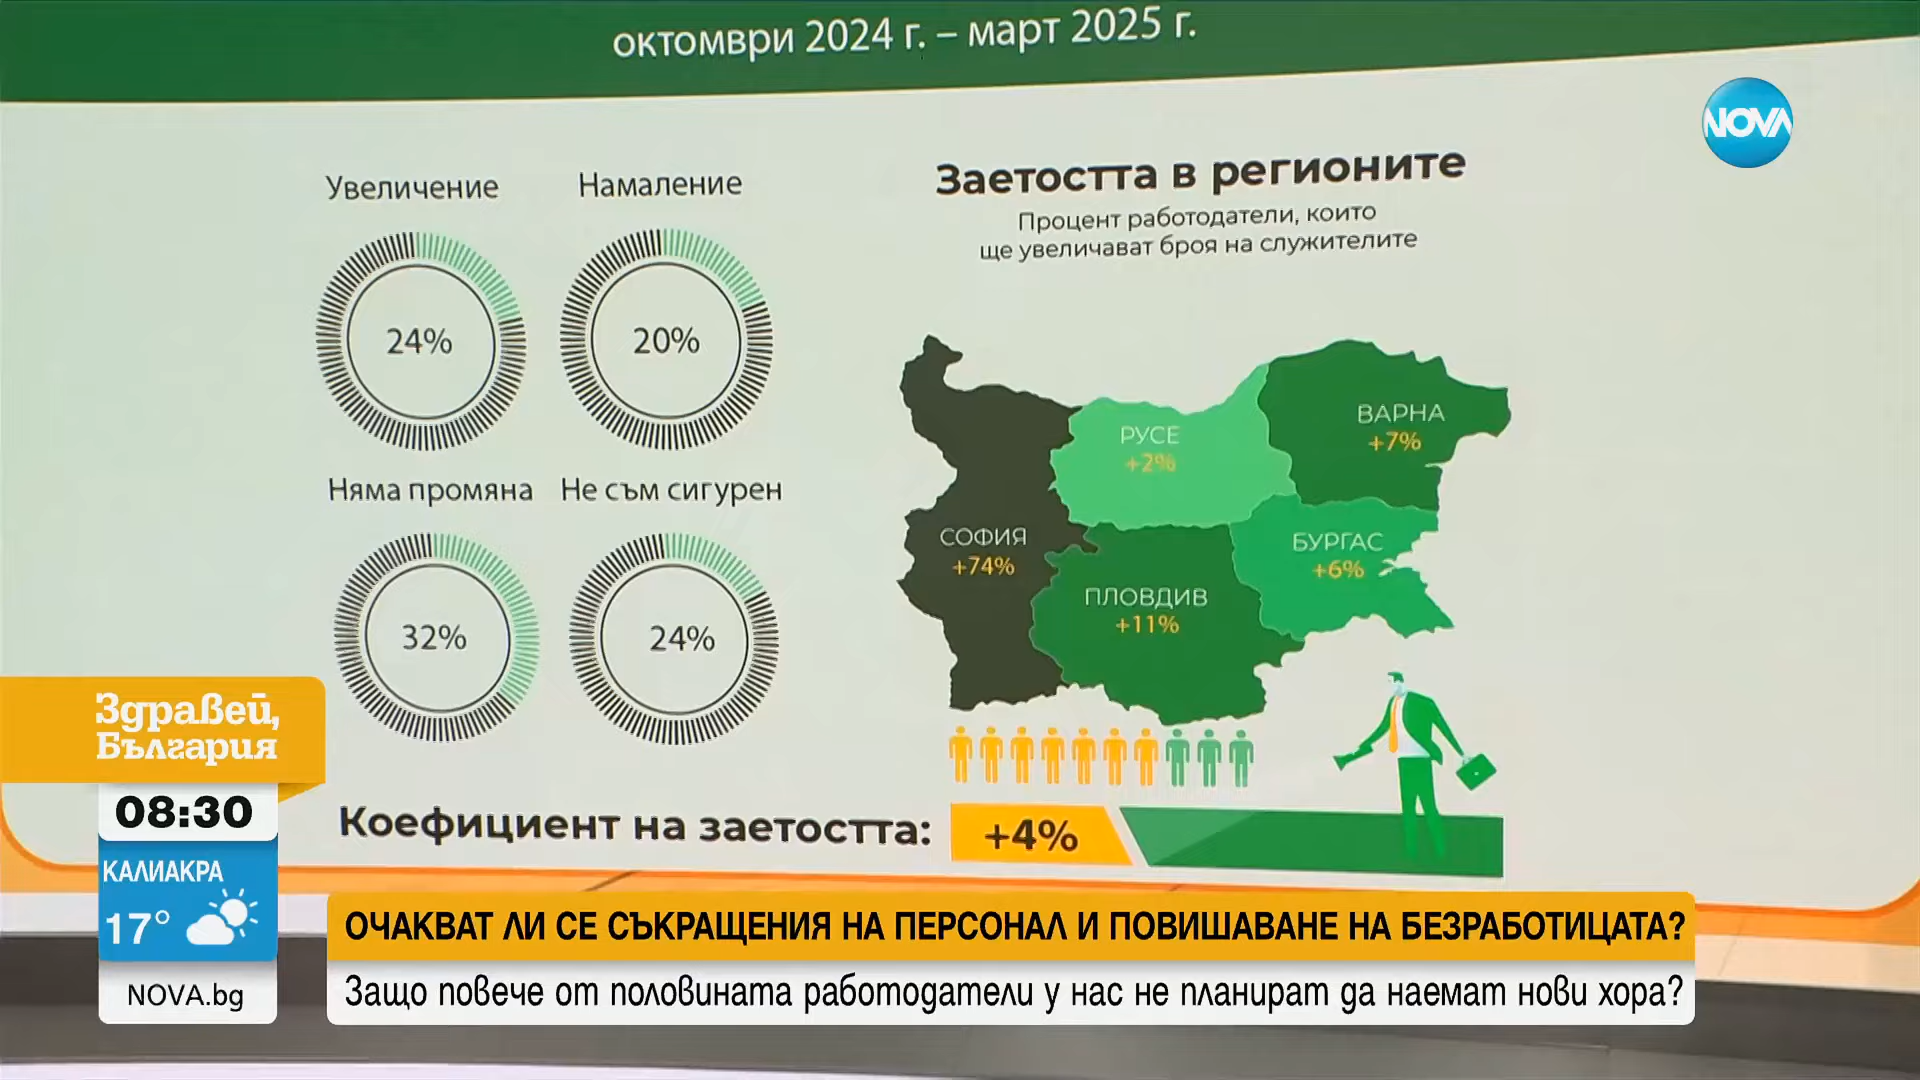 октомври 2024 г. – март 2025 г.
NOVA
Увеличение
Намаление
24%
20%
Няма промяна
Не съм сигурен
32%
24%
Заетостта в регионите
Процент работодатели, които
ще увеличават броя на служителите
ВАРНА
+7%
РУСЕ
+2%
СОФИЯ
+74%
БУРГАС
+6%
ПЛОВДИВ
+11%
Коефициент на заетостта:
+4%
Здравей,
България
08:30
КАЛИАКРА
17°
NOVA.bg
ОЧАКВАТ ЛИ СЕ СЪКРАЩЕНИЯ НА ПЕРСОНАЛ И ПОВИШАВАНЕ НА БЕЗРАБОТИЦАТА?
Защо повече от половината работодатели у нас не планират да наемат нови хора?